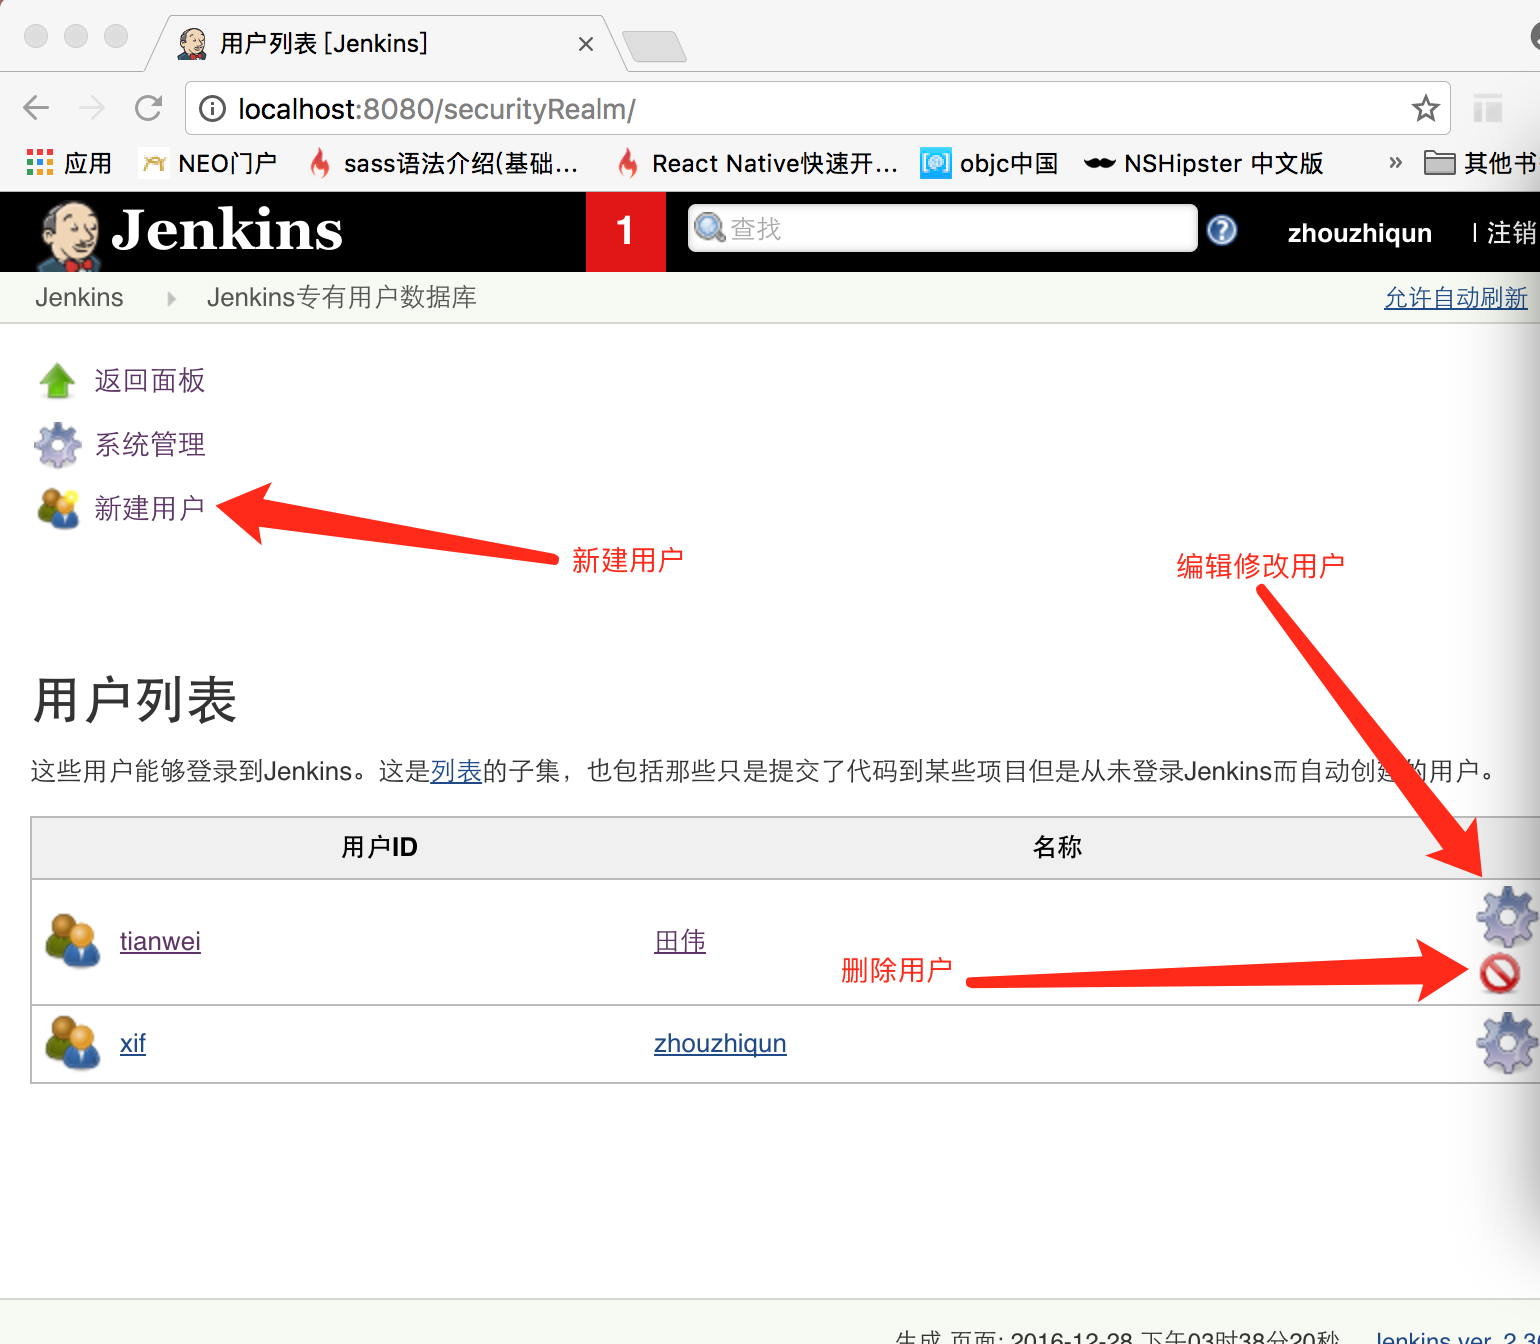 用户列表 [Jenkins]
localhost:8080/securityRealm/
应用 NEO门户 sass语法介绍(基础... React Native快速开... objc中国 NSHipster 中文版 » 其他书
Jenkins 1 查找 zhouzhiqun | 注销
Jenkins Jenkins专有用户数据库 允许自动刷新
返回面板
系统管理
新建用户
新建用户
编辑修改用户
用户列表
这些用户能够登录到Jenkins。这是列表的子集，也包括那些只是提交了代码到某些项目但是从未登录Jenkins而自动创建的用户。
用户ID 名称
tianwei 田伟
删除用户
xif zhouzhiqun
生成 页面: 2016-12-28 下午03时38分20秒 Jenkins ver. 2.3